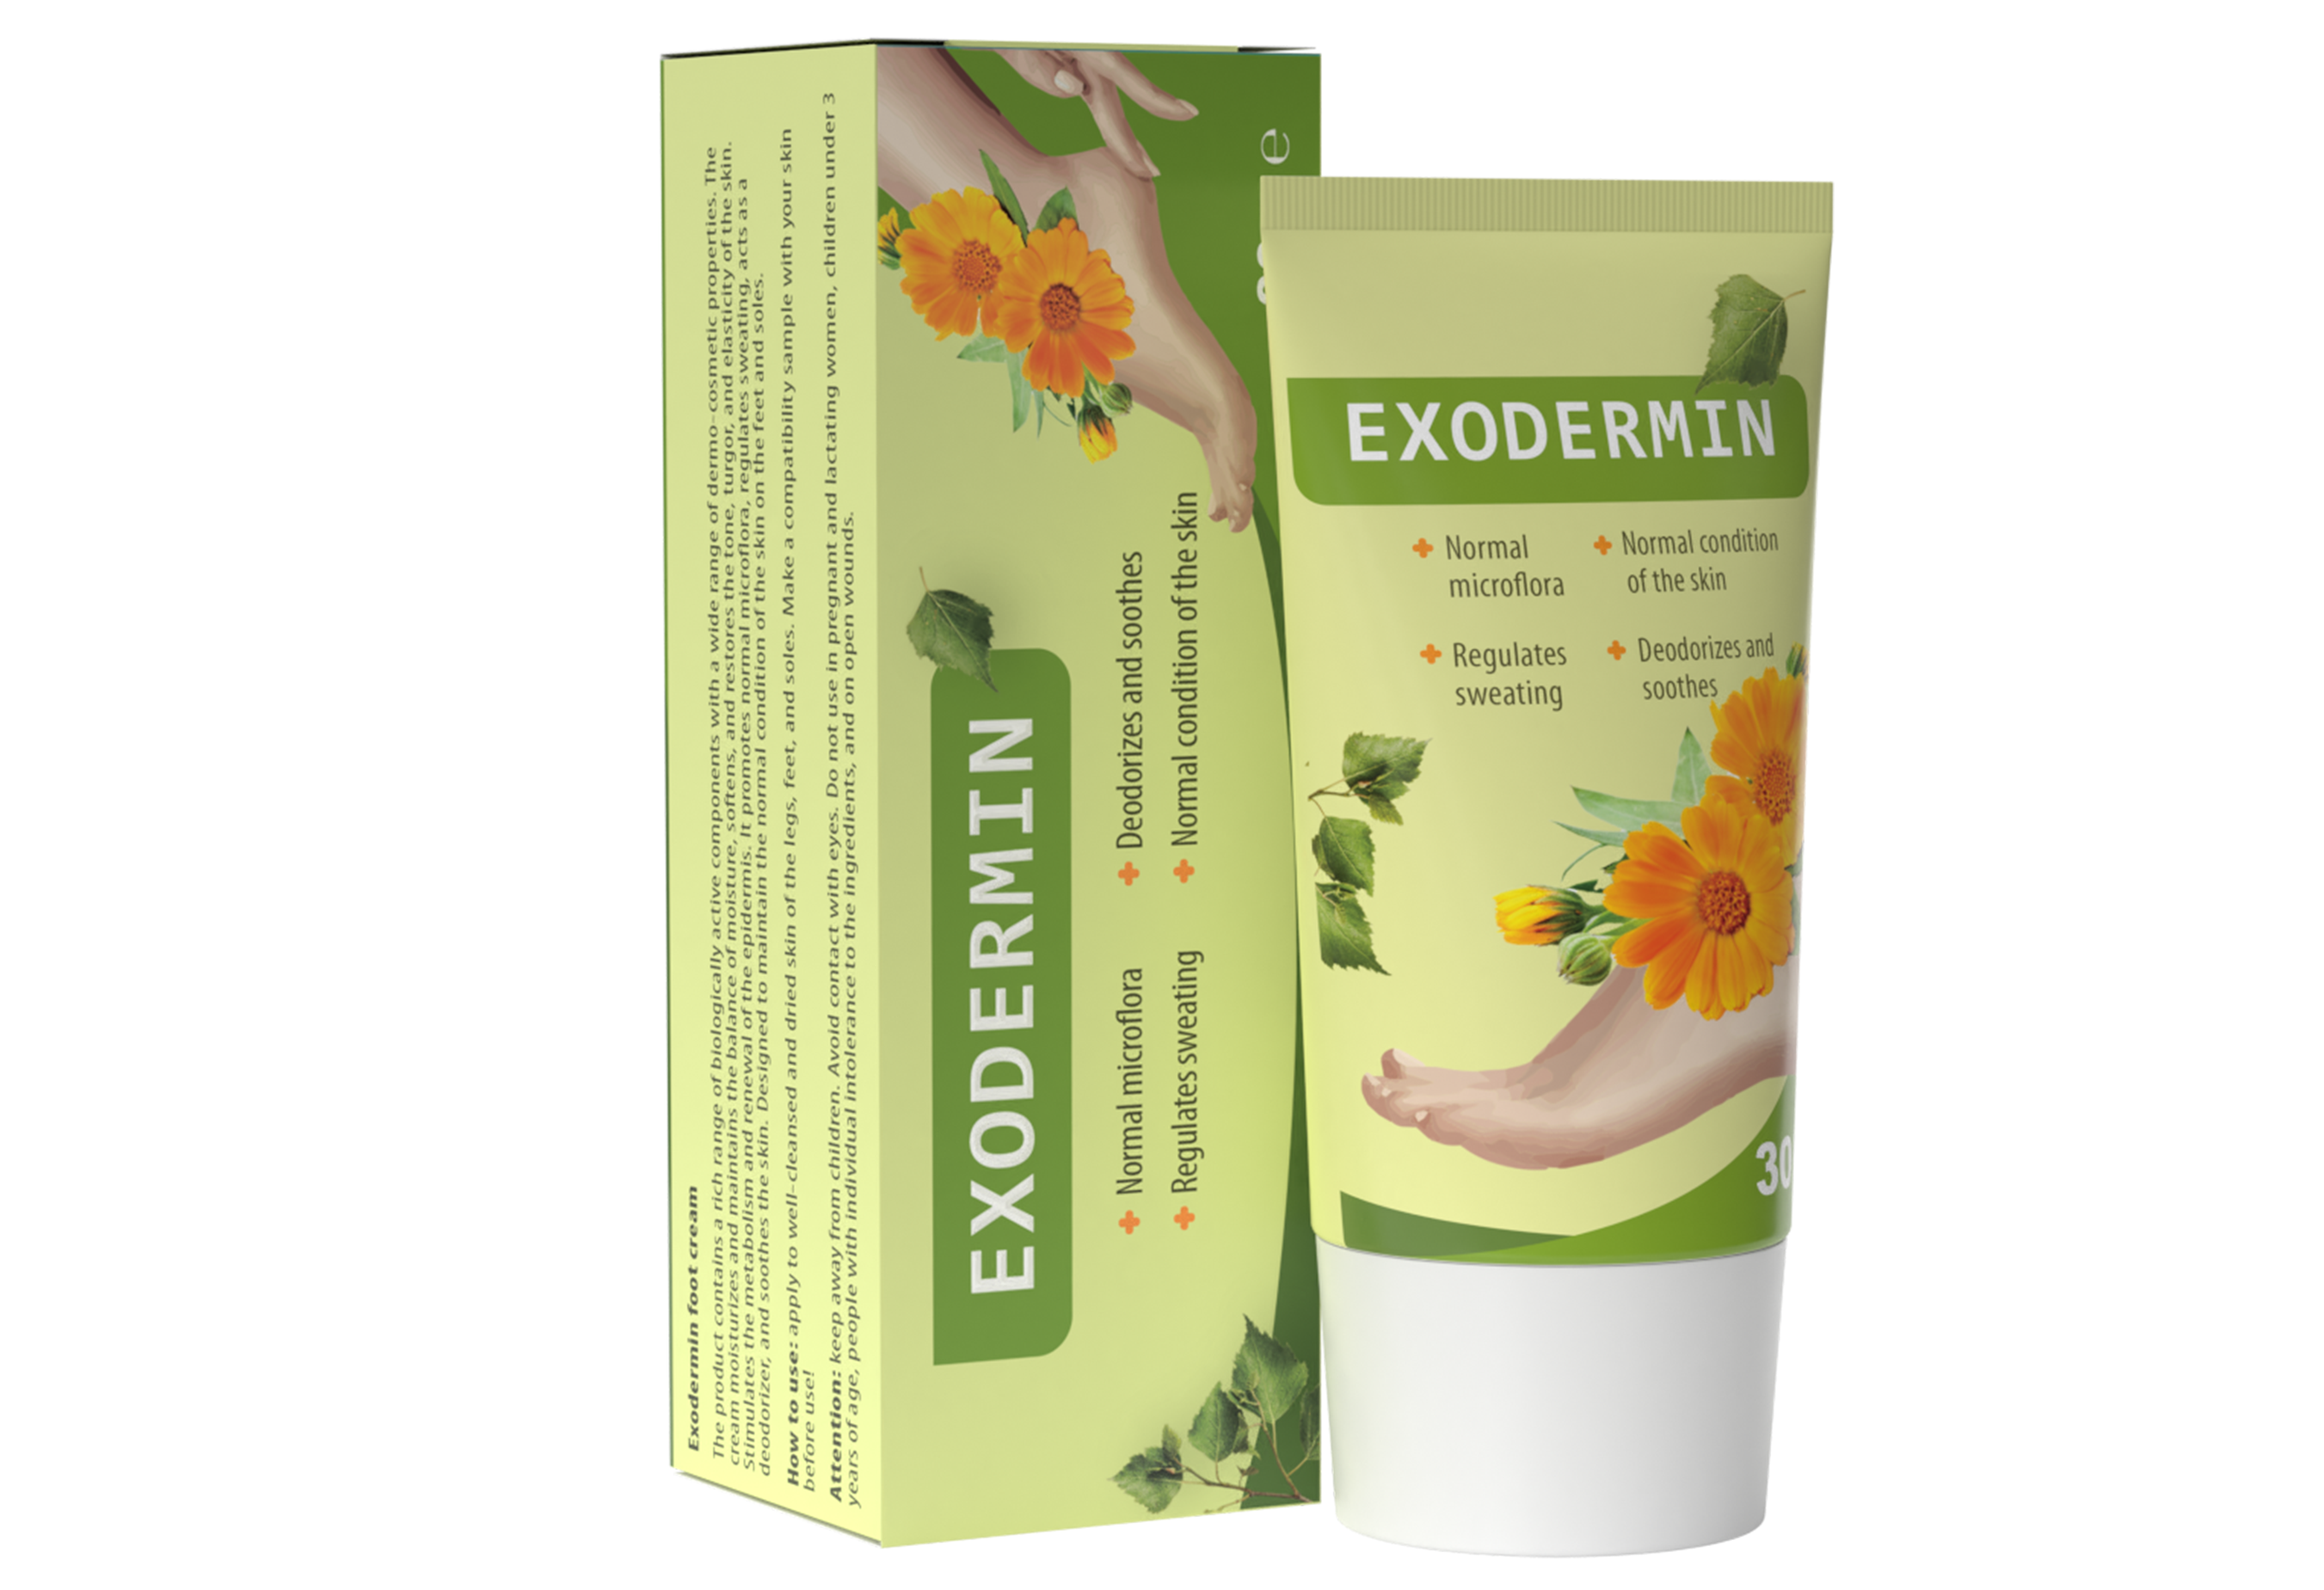 Exodermin foot cream
The product contains a rich range of biologically active components with a wide range of dermo-cosmetic properties. The
cream moisturizes and maintains the balance of moisture, softens, and restores the tone, turgor, and elasticity of the skin.
Stimulates the metabolism and renewal of the epidermis. It promotes normal microflora, regulates sweating, acts as a
deodorizer, and soothes the skin. Designed to maintain the normal condition of the skin on the feet and soles.
How to use: apply to well-cleansed and dried skin of the legs, feet, and soles. Make a compatibility sample with your skin
before use!
Attention: keep away from children. Avoid contact with eyes. Do not use in pregnant and lactating women, children under 3
years of age, people with individual intolerance to the ingredients, and on open wounds.
EXODERMIN
Normal microflora
Deodorizes and soothes
Regulates sweating
Normal condition of the skin
e
EXODERMIN
Normal
microflora
Normal condition
of the skin
Regulates
sweating
Deodorizes and
soothes
30